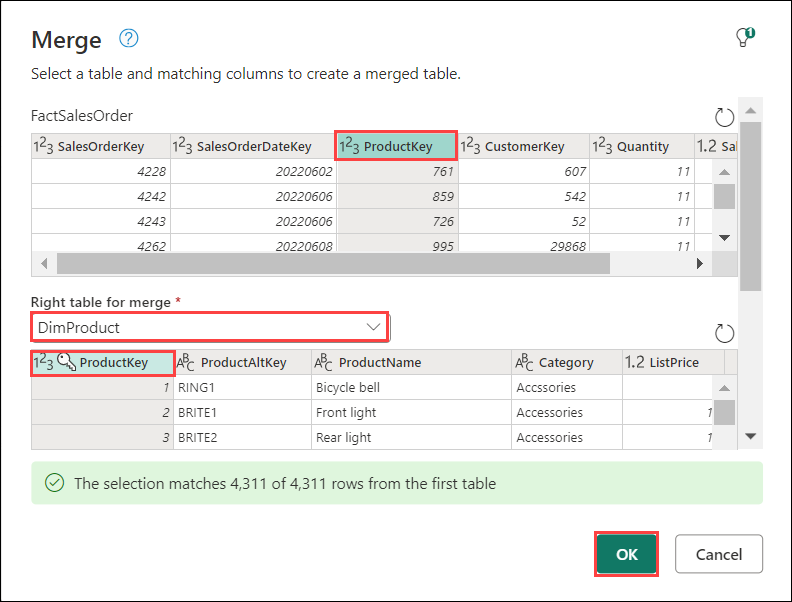 Merge ?
1
Select a table and matching columns to create a merged table.
FactSalesOrder
123 SalesOrderKey 123 SalesOrderDateKey 123 ProductKey 123 CustomerKey 123 Quantity 1.2 Sal
4228 20220602 761 607 11
4242 20220606 859 542 11
4243 20220606 726 52 11
4262 20220608 995 29868 11
Right table for merge *
DimProduct
123 ProductKey ABC ProductAltKey ABC ProductName ABC Category 1.2 ListPrice
1 RING1 Bicycle bell Accssories
2 BRITE1 Front light Accessories 1
3 BRITE2 Rear light Accessories 1
The selection matches 4,311 of 4,311 rows from the first table
OK Cancel